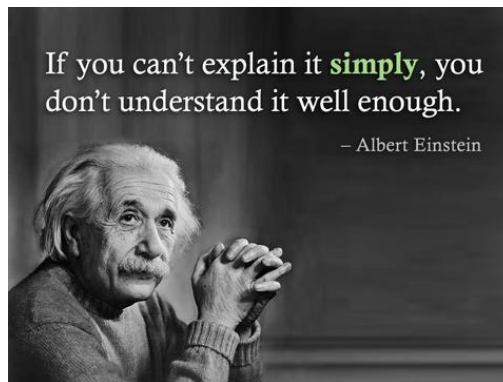 If you can’t explain it simply, you
don’t understand it well enough.
– Albert Einstein